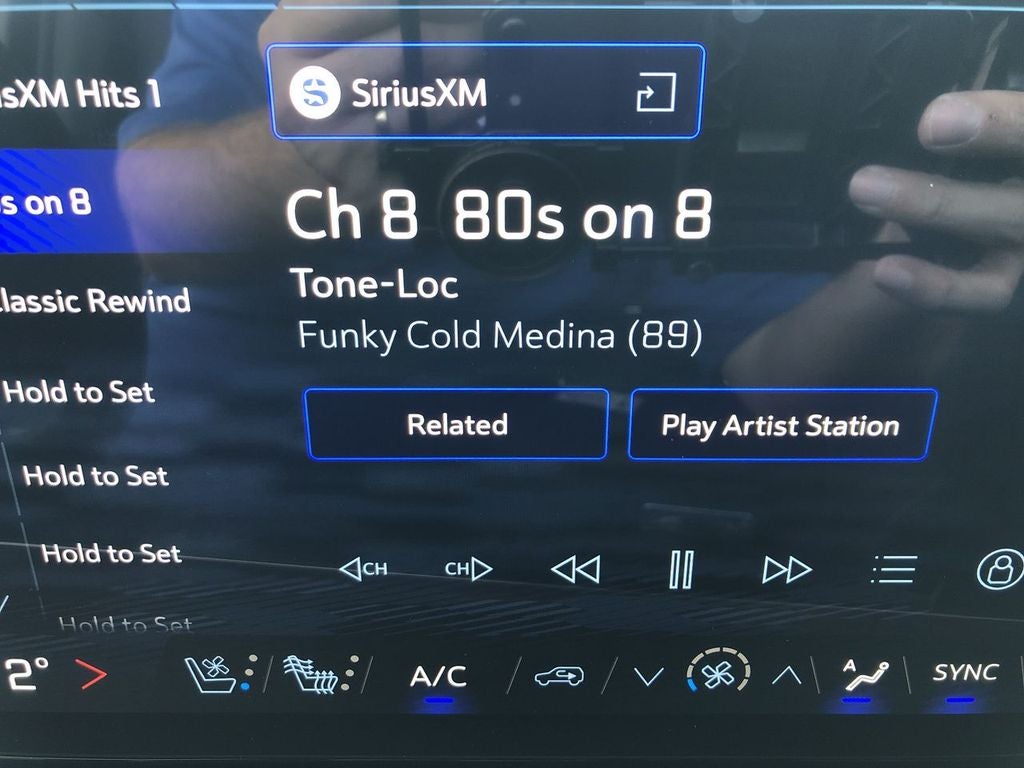 sXM Hits 1
s on 8
lassic Rewind
Hold to Set
Hold to Set
Hold to Set
Hold to Set
SiriusXM
Ch 8 80s on 8
Tone-Loc
Funky Cold Medina (89)
Related
Play Artist Station
CH
CH
2°
A/C
A
SYNC